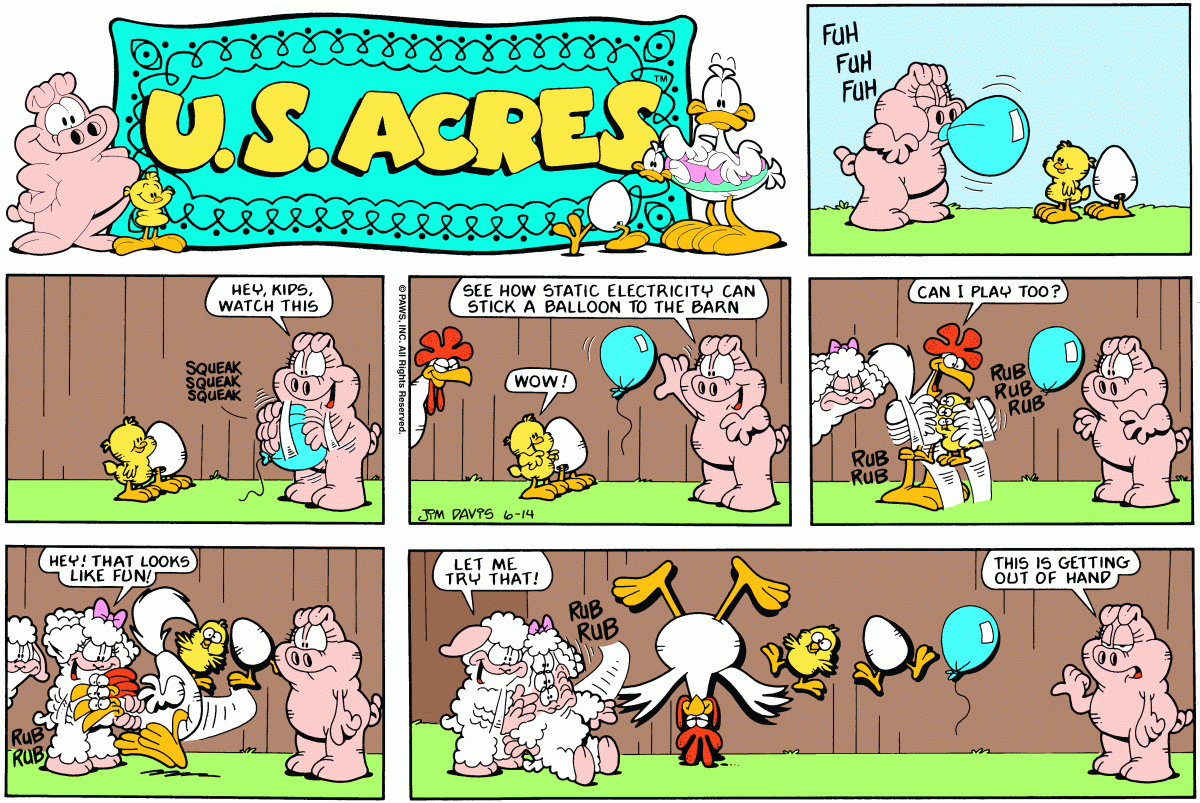 U.S. ACRES
TM
FUH
FUH
FUH
HEY, KIDS,
WATCH THIS
SQUEAK
SQUEAK
SQUEAK
© PAWS, INC. All Rights Reserved.
SEE HOW STATIC ELECTRICITY CAN
STICK A BALLOON TO THE BARN
WOW!
JIM DAVIS 6-14
CAN I PLAY TOO?
RUB
RUB
RUB
RUB
RUB
HEY! THAT LOOKS
LIKE FUN!
RUB
RUB
LET ME
TRY THAT!
RUB
RUB
THIS IS GETTING
OUT OF HAND